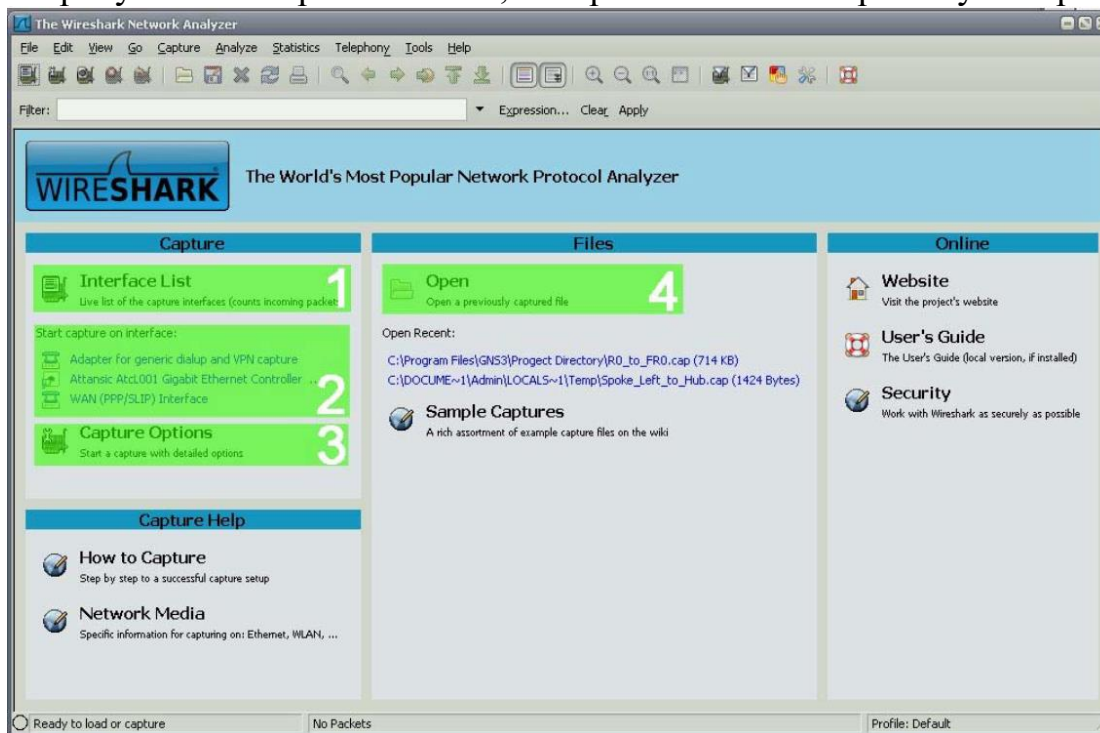 The Wireshark Network Analyzer
File Edit View Go Capture Analyze Statistics Telephony Tools Help
Filter: Expression... Clear Apply
WIRESHARK
The World's Most Popular Network Protocol Analyzer
Capture
Interface List
Live list of the capture interfaces (counts incoming packets
1
Start capture on interface:
Adapter for generic dialup and VPN capture
Attansic AtcL001 Gigabit Ethernet Controller ...
WAN (PPP/SLIP) Interface
2
Capture Options
Start a capture with detailed options
3
Capture Help
How to Capture
Step by step to a successful capture setup
Network Media
Specific information for capturing on: Ethernet, WLAN, ...
Files
Open
Open a previously captured file
4
Open Recent:
C:\Program Files\GNS3\Progect Directory\R0_to_FR0.cap (714 KB)
C:\DOCUME~1\Admin\LOCALS~1\Temp\Spoke_Left_to_Hub.cap (1424 Bytes)
Sample Captures
A rich assortment of example capture files on the wiki
Online
Website
Visit the project's website
User's Guide
The User's Guide (local version, if installed)
Security
Work with Wireshark as securely as possible
Ready to load or capture
No Packets
Profile: Default